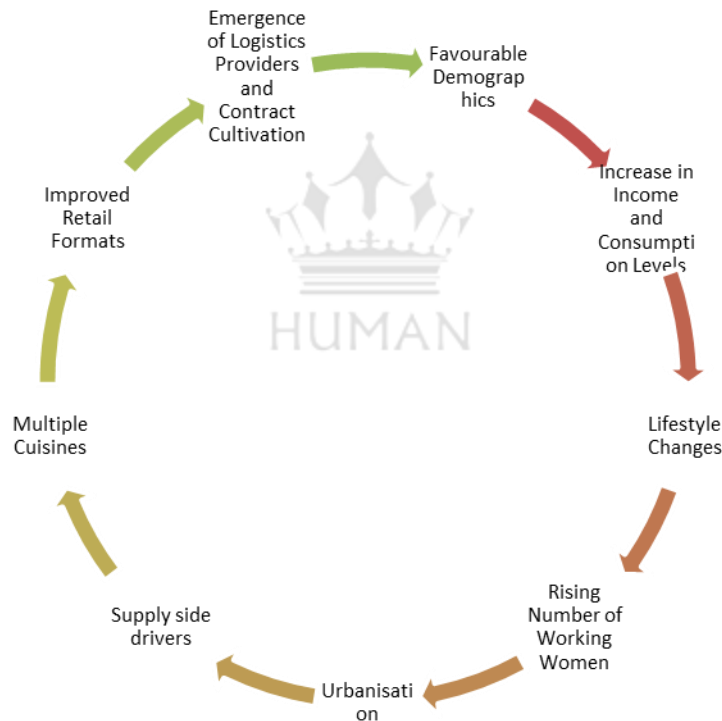 Emergence
of Logistics
Providers
and
Contract
Cultivation
Favourable
Demograp
hics
Increase in
Income
and
Consumpti
on Levels
Lifestyle
Changes
Rising
Number of
Working
Women
Urbanisati
on
Supply side
drivers
Multiple
Cuisines
Improved
Retail
Formats
HUMAN